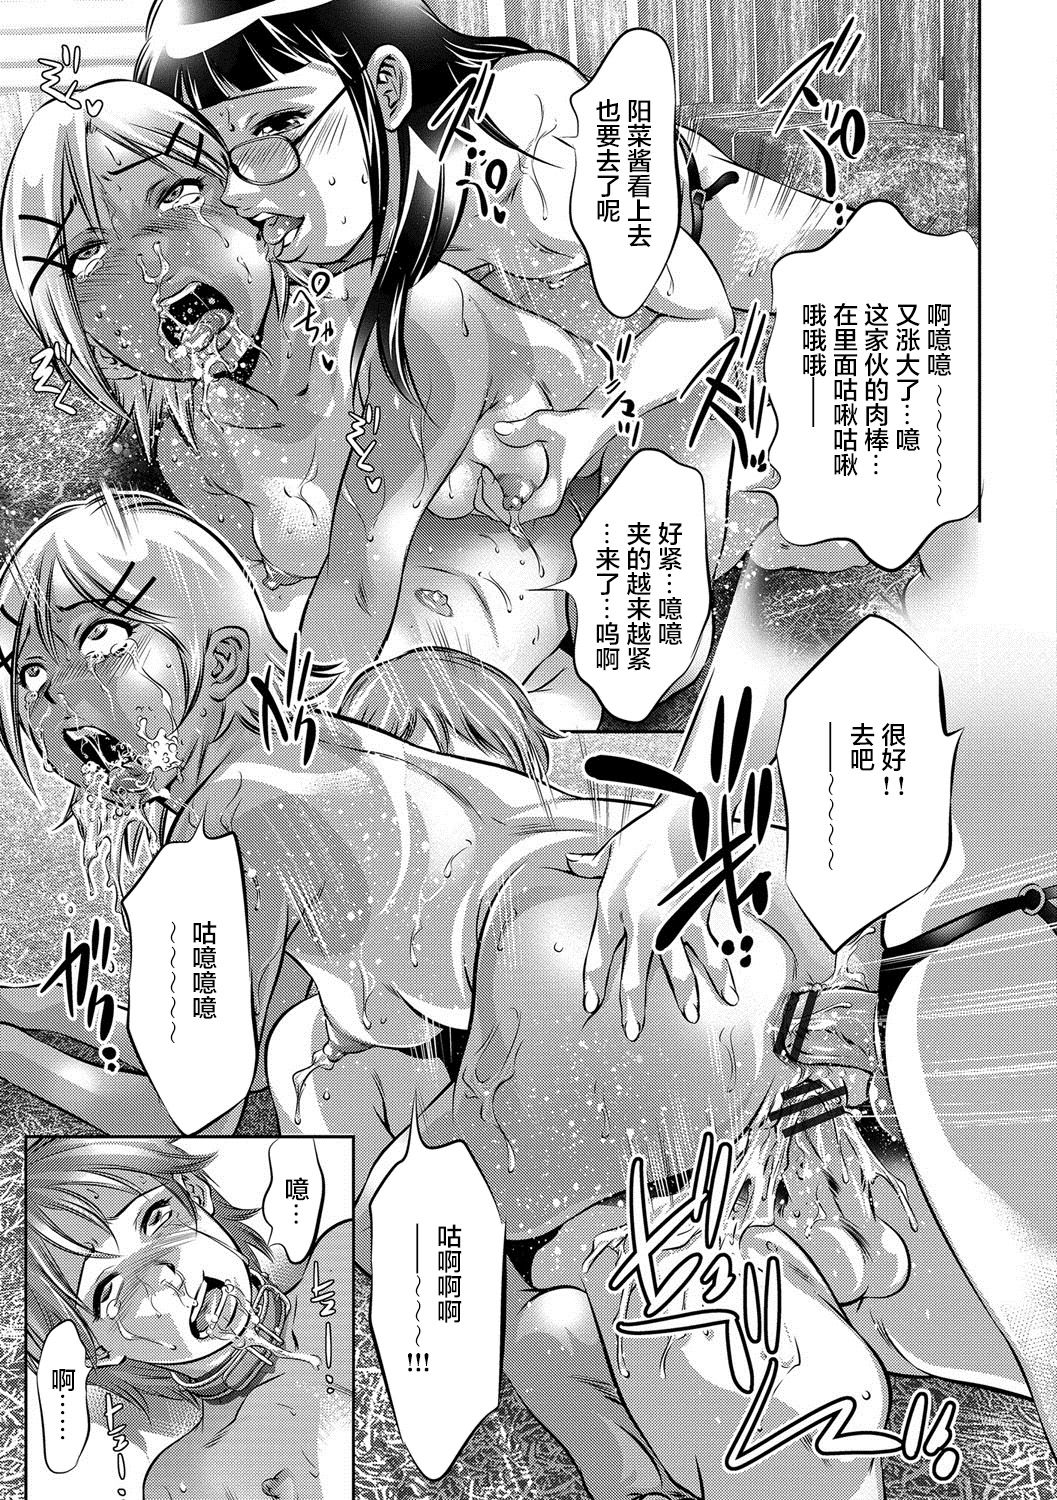 啊噫噫～～～～～
又涨大了…噫
这家伙的肉棒…
在里面咕啾咕啾
哦哦哦——
阳菜酱看上去
也要去了呢
好紧…噫噫
夹的越来越紧
…来了…呜啊
很好!!
去吧
——～～～～
咕噫噫噫
～～～～～
咕啊啊啊
——～～～!!!
噫…
啊……